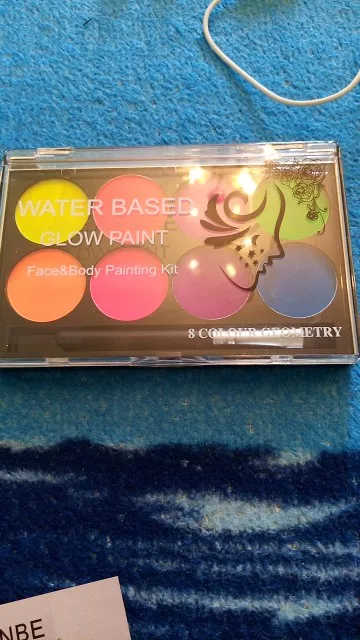 WATER BASED
GLOW PAINT
Face&Body Painting Kit
8 COLOUR GEOMETRY
NBE